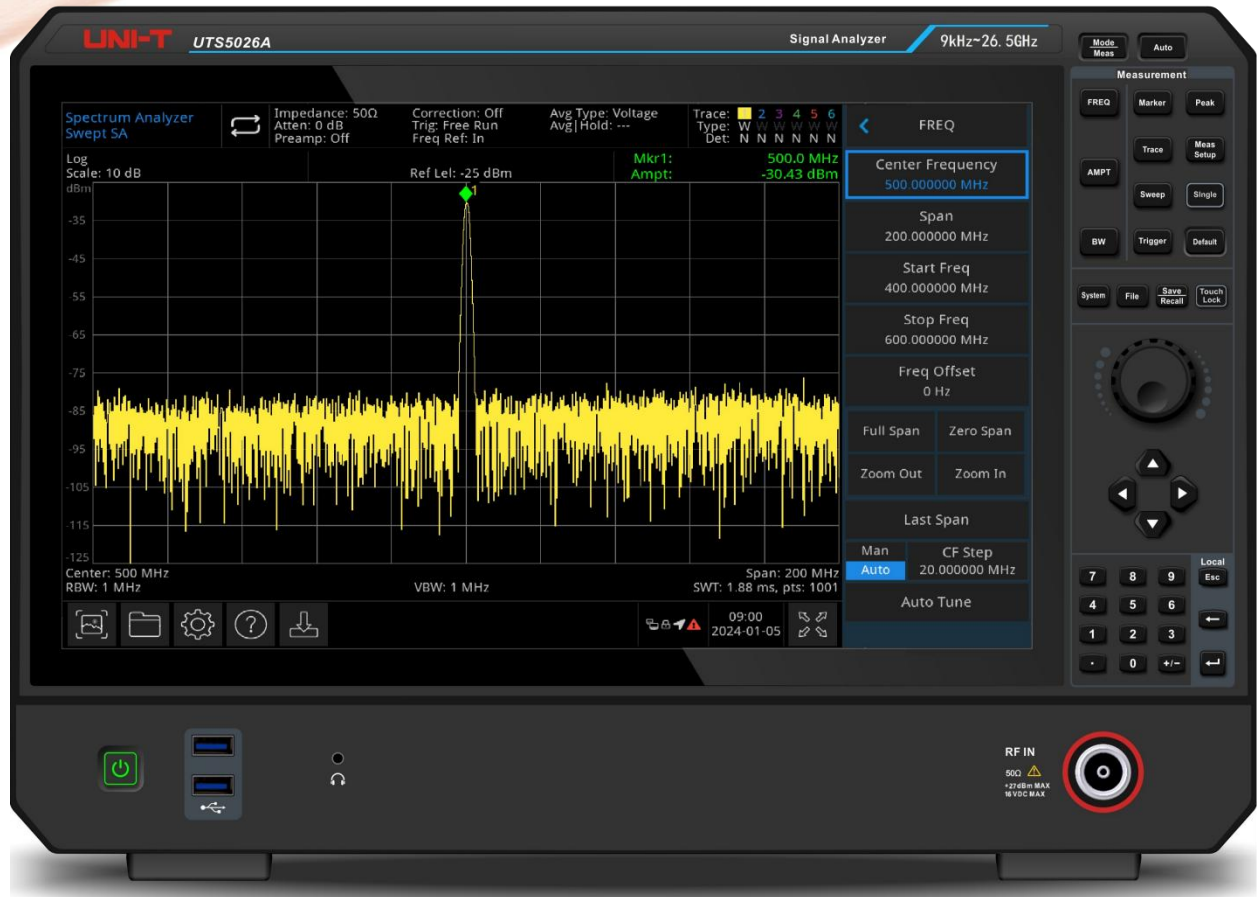 UNI-T UTS5026A
Signal Analyzer 9kHz~26.5GHz
Spectrum Analyzer
Swept SA
Impedance: 50Ω
Atten: 0 dB
Preamp: Off
Correction: Off
Trig: Free Run
Freq Ref: In
Avg Type: Voltage
Avg|Hold: ---
Trace: 2 3 4 5 6
Type: W W W W W W
Det: N N N N N N
Log
Scale: 10 dB
Ref Lel: -25 dBm
Mkr1: 500.0 MHz
Ampt: -30.43 dBm
dBm
1
-35
-45
-55
-65
-75
-85
-95
-105
-115
-125
Center: 500 MHz
RBW: 1 MHz
VBW: 1 MHz
Span: 200 MHz
SWT: 1.88 ms, pts: 1001
09:00
2024-01-05
FREQ
Center Frequency
500.000000 MHz
Span
200.000000 MHz
Start Freq
400.000000 MHz
Stop Freq
600.000000 MHz
Freq Offset
0 Hz
Full Span Zero Span
Zoom Out Zoom In
Last Span
Man
Auto
CF Step
20.000000 MHz
Auto Tune
Mode
Meas
Auto
Measurement
FREQ Marker Peak
Trace Meas Setup
AMPT
Sweep Single
BW Trigger Default
System File Save Recall Touch Lock
Local
7 8 9 Esc
4 5 6
1 2 3
. 0 +/-
RF IN
50Ω
+27dBm MAX
16VDC MAX